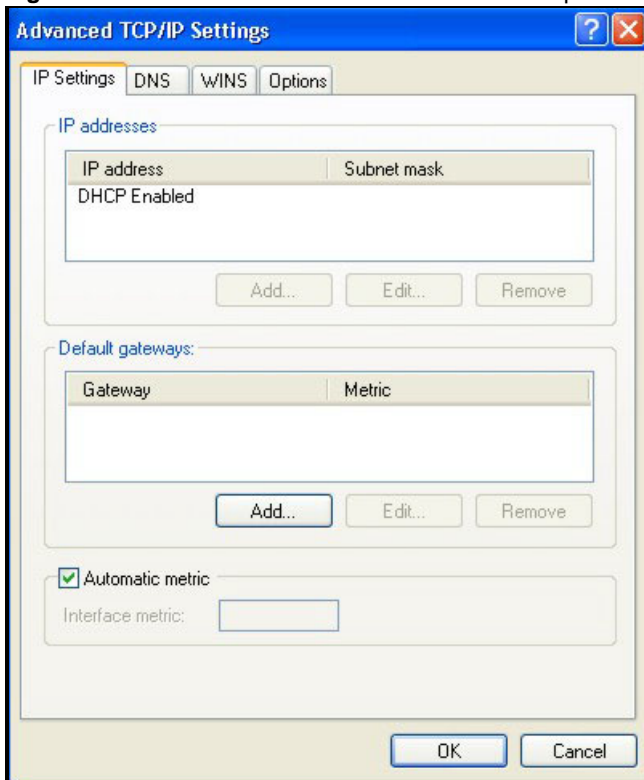 Advanced TCP/IP Settings
IP Settings DNS WINS Options
IP addresses
IP address Subnet mask
DHCP Enabled
Add... Edit... Remove
Default gateways:
Gateway Metric
Add... Edit... Remove
Automatic metric
Interface metric:
OK Cancel